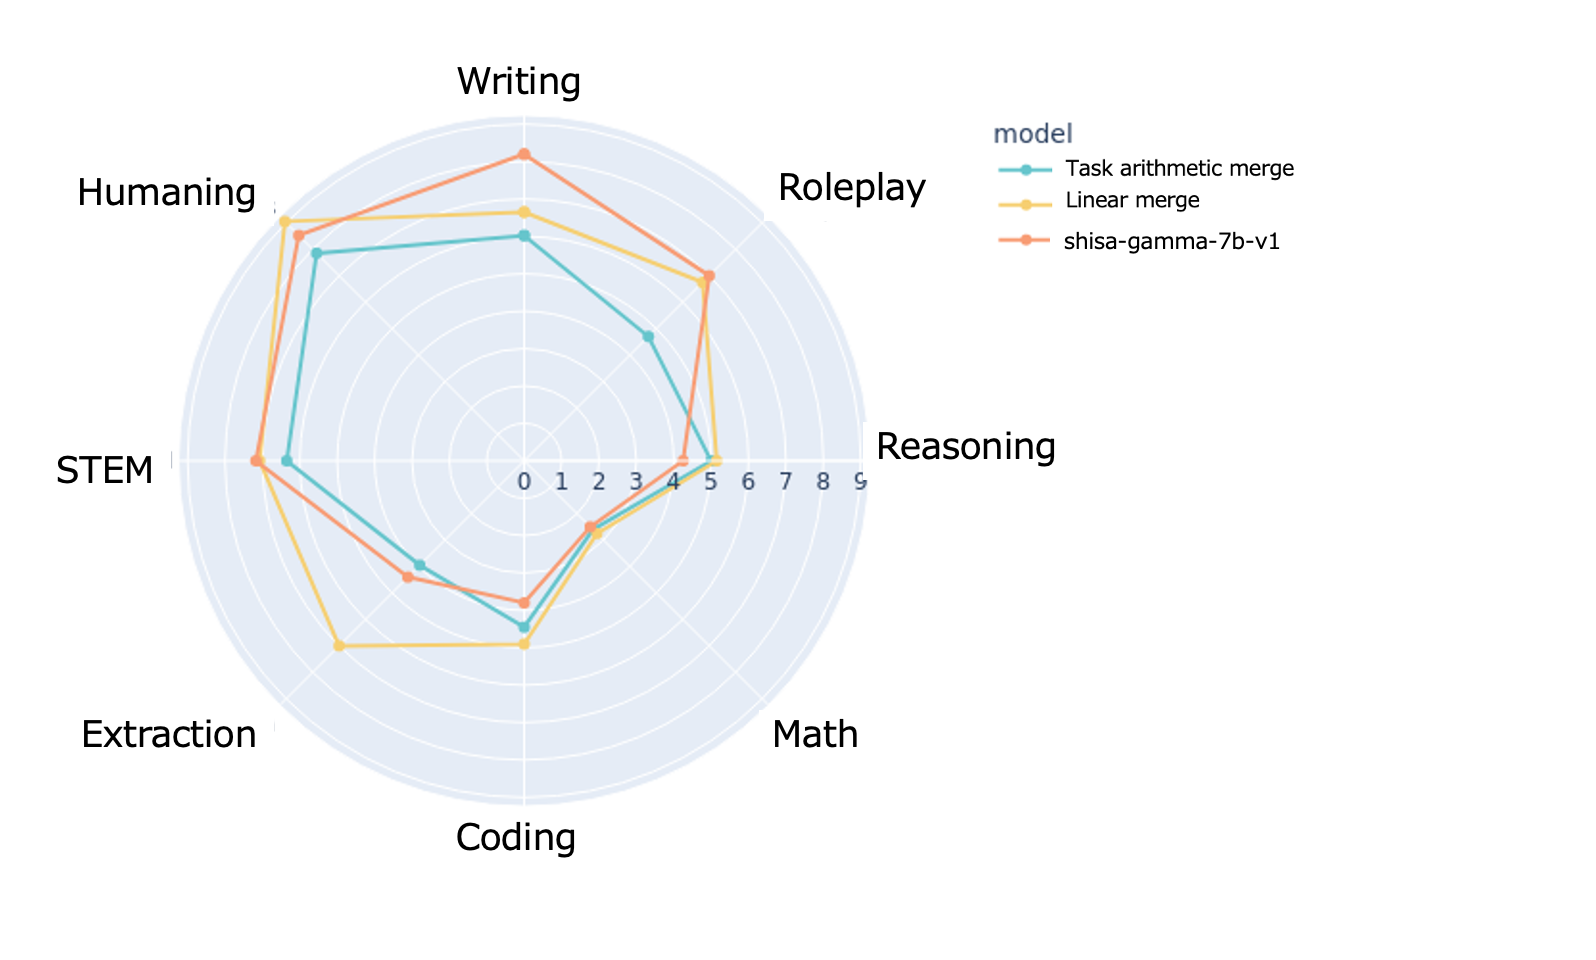 Writing
Humaning
Roleplay
model
Task arithmetic merge
Linear merge
shisa-gamma-7b-v1
STEM
Reasoning
0 1 2 3 4 5 6 7 8 9
Extraction
Math
Coding